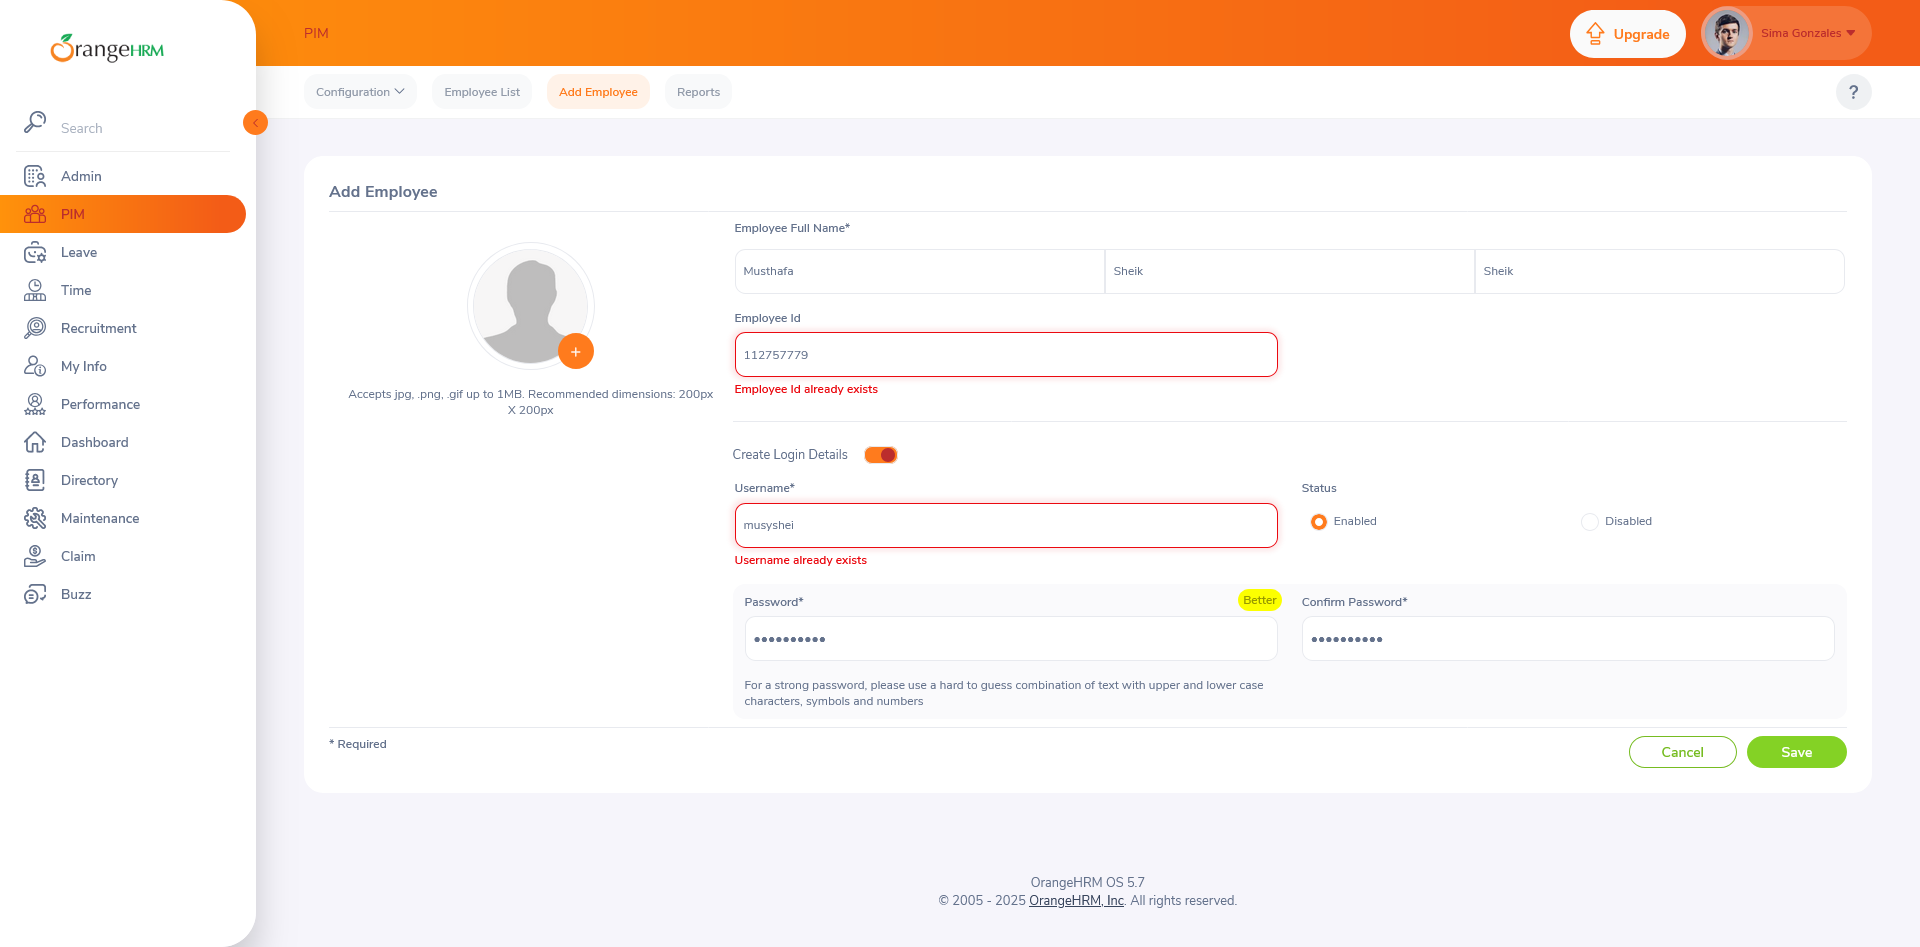 OrangeHRM
PIM
Upgrade
Sima Gonzales
Configuration
Employee List
Add Employee
Reports
?
Search
Admin
PIM
Leave
Time
Recruitment
My Info
Performance
Dashboard
Directory
Maintenance
Claim
Buzz
Add Employee
Accepts jpg, .png, .gif up to 1MB. Recommended dimensions: 200px
X 200px
Employee Full Name*
Musthafa
Sheik
Sheik
Employee Id
112757779
Employee Id already exists
Create Login Details
Username*
musyshei
Username already exists
Status
Enabled
Disabled
Password*
Better
••••••••••
For a strong password, please use a hard to guess combination of text with upper and lower case
characters, symbols and numbers
Confirm Password*
••••••••••
* Required
Cancel
Save
OrangeHRM OS 5.7
© 2005 - 2025 OrangeHRM, Inc. All rights reserved.